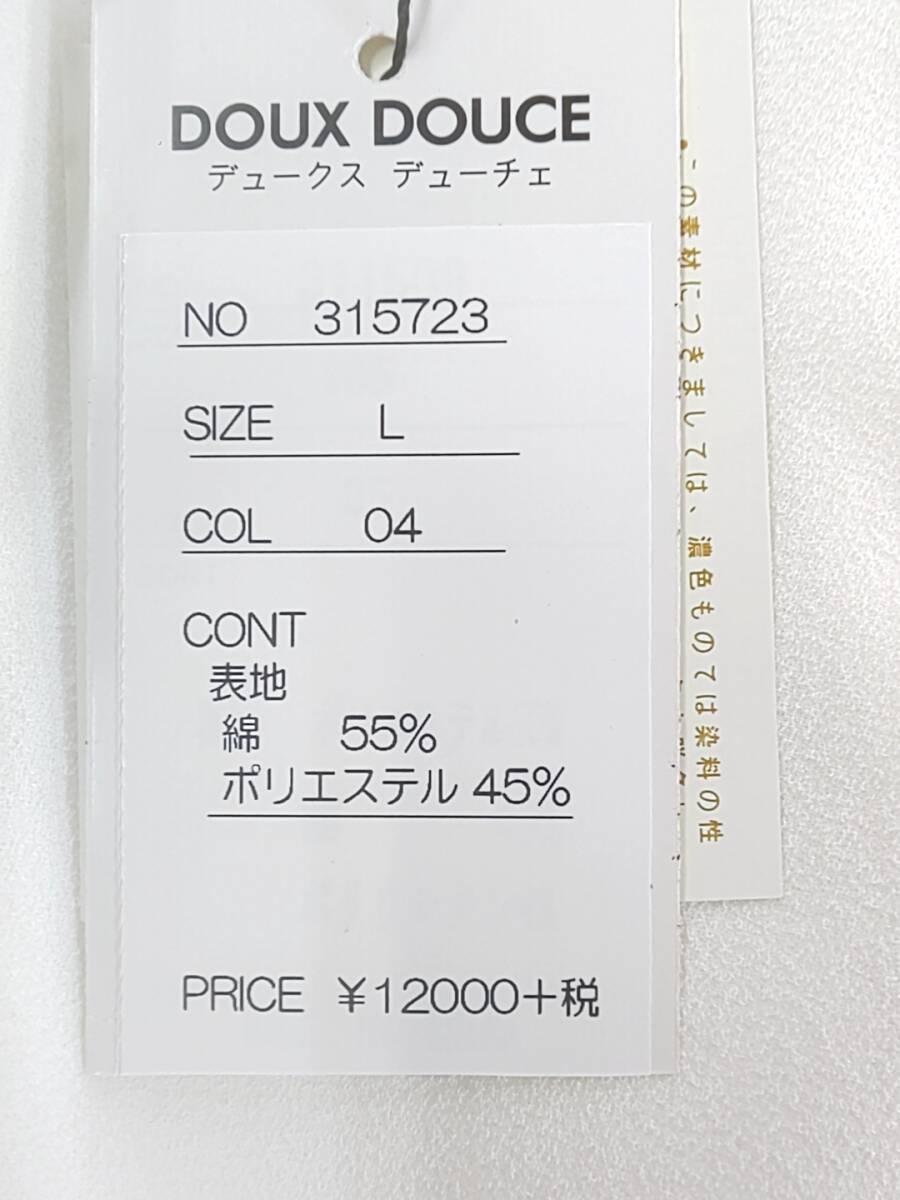 DOUX DOUCE
デュークス デューチェ
NO 315723
SIZE L
COL 04
CONT
表地
綿 55%
ポリエステル 45%
PRICE ¥12000+税
・この素材につきましては、濃色ものでは染料の性